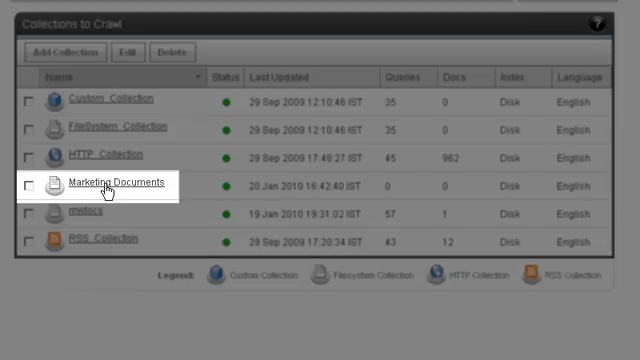 Collections to Crawl ?
Add Collection Edit Delete
Name Status Last Updated Queries Docs Index Language
Custom_Collection 29 Sep 2009 12:10:46 IST 35 0 Disk English
FileSystem_Collection 29 Sep 2009 12:10:46 IST 35 0 Disk English
HTTP_Collection 29 Sep 2009 17:49:27 IST 45 962 Disk English
Marketing Documents 20 Jan 2010 16:42:40 IST 0 0 Disk English
mydocs 19 Jan 2010 19:31:02 IST 57 1 Disk English
RSS_Collection 29 Sep 2009 17:20:34 IST 43 12 Disk English
Legend: Custom Collection Filesystem Collection HTTP Collection RSS Collection